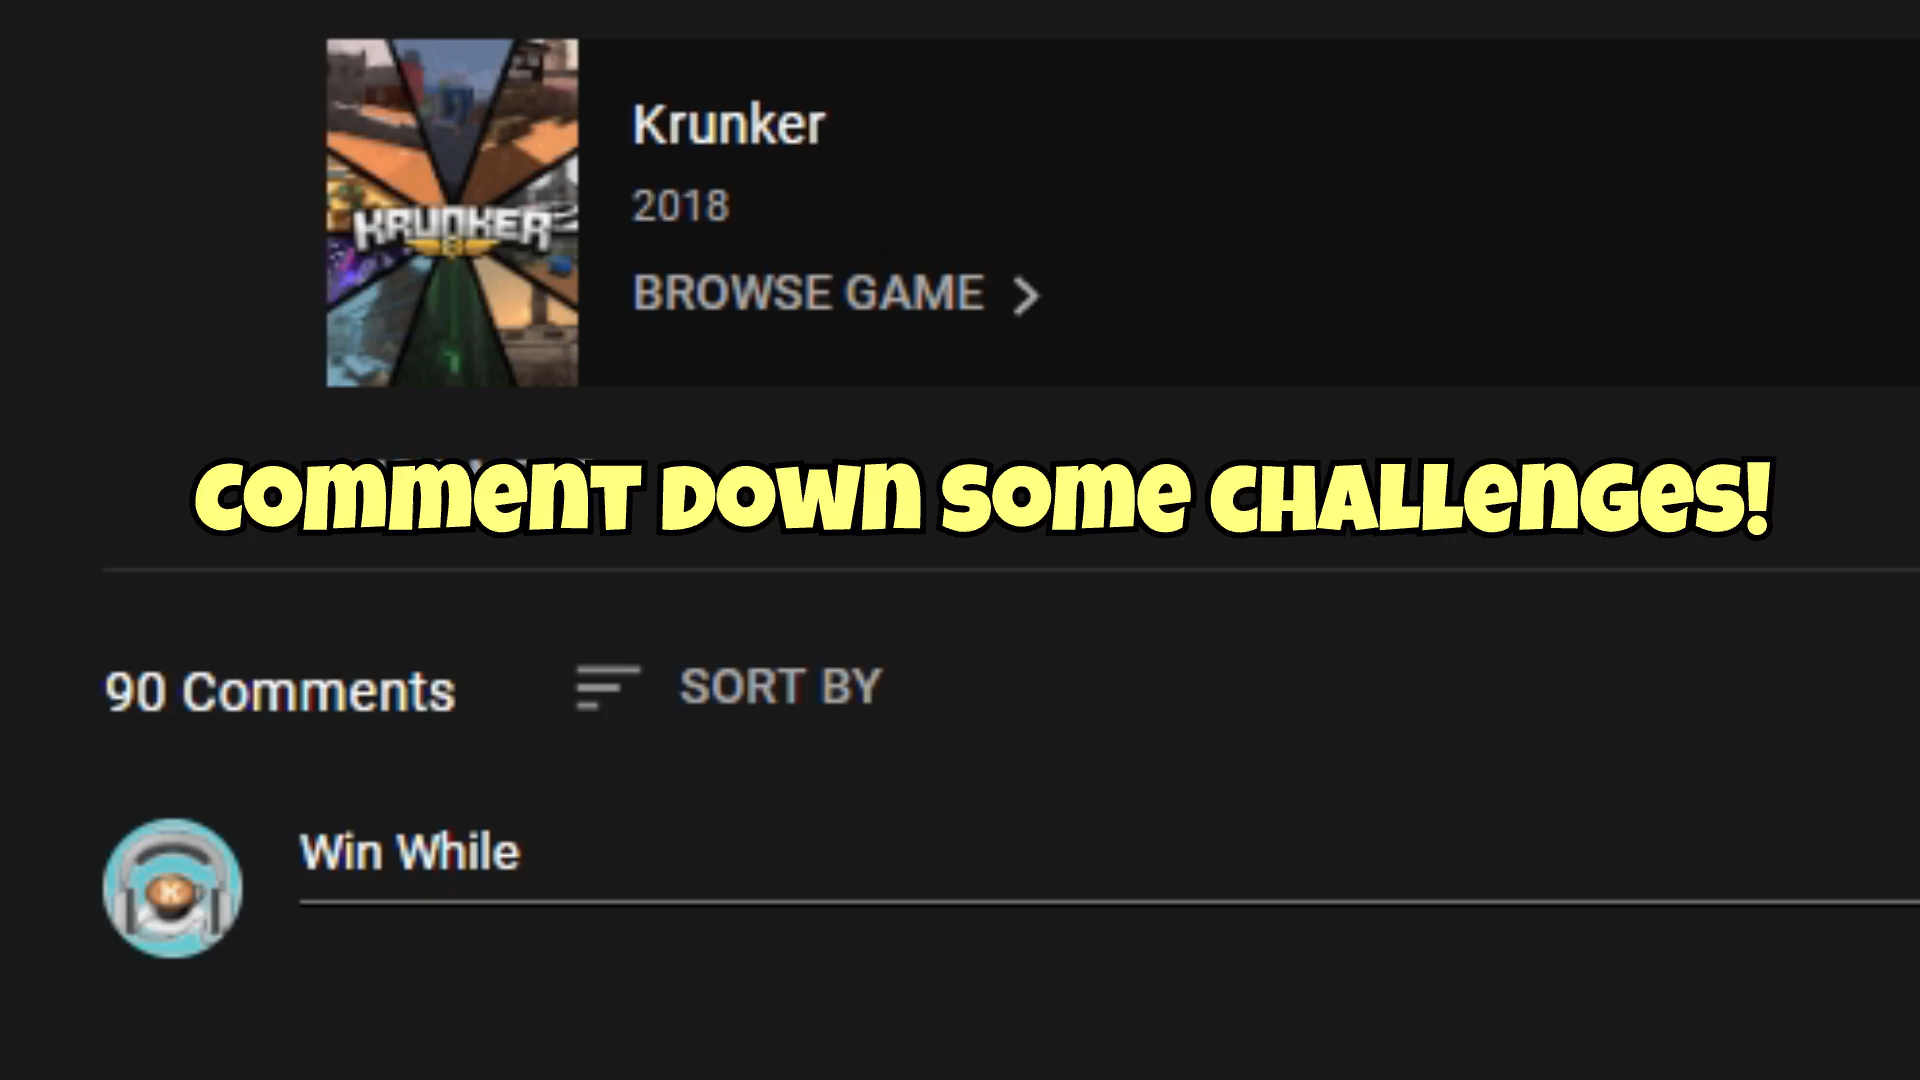 KRUNKER
Krunker
2018
BROWSE GAME
COMMENT DOWN SOME CHALLENGES!
90 Comments
SORT BY
K
Win While